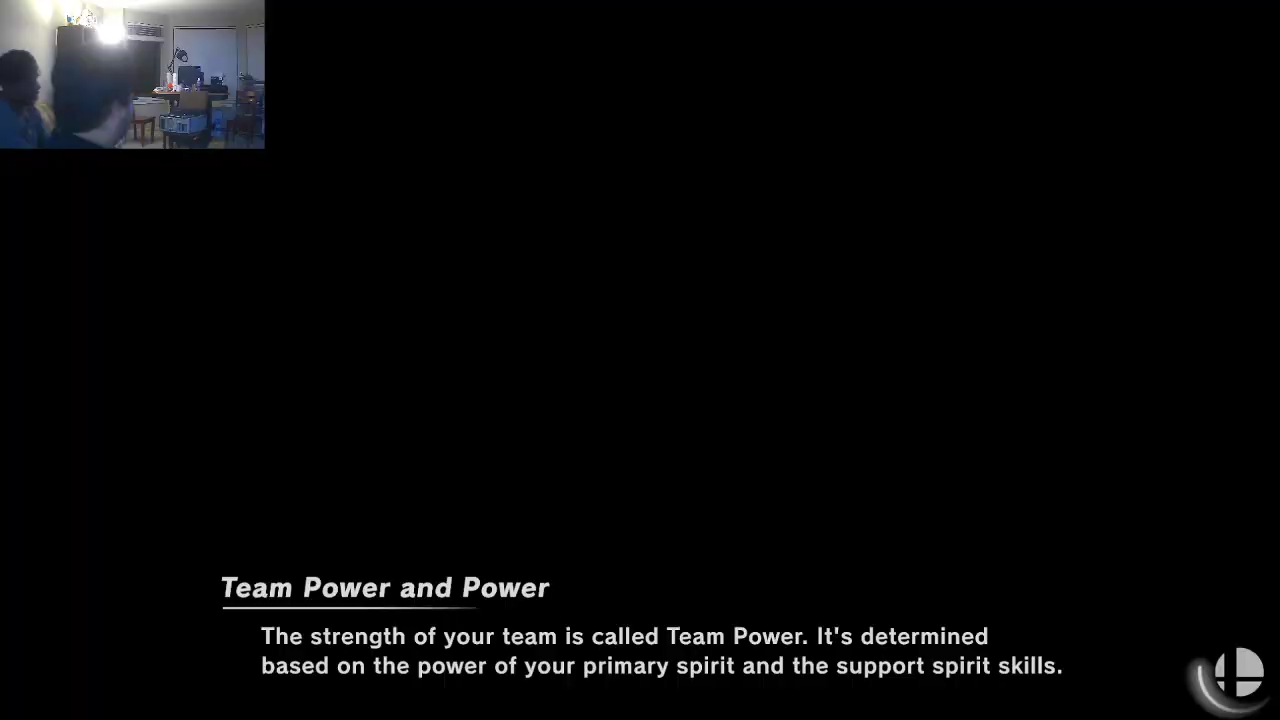 Team Power and Power
The strength of your team is called Team Power. It's determined
based on the power of your primary spirit and the support spirit skills.